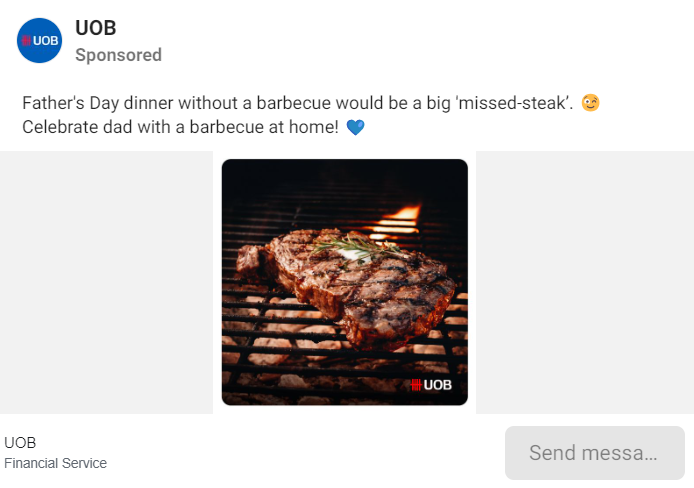 UOB
UOB
Sponsored
Father's Day dinner without a barbecue would be a big 'missed-steak’. 😉
Celebrate dad with a barbecue at home! 💙
UOB
UOB
Financial Service
Send messa...